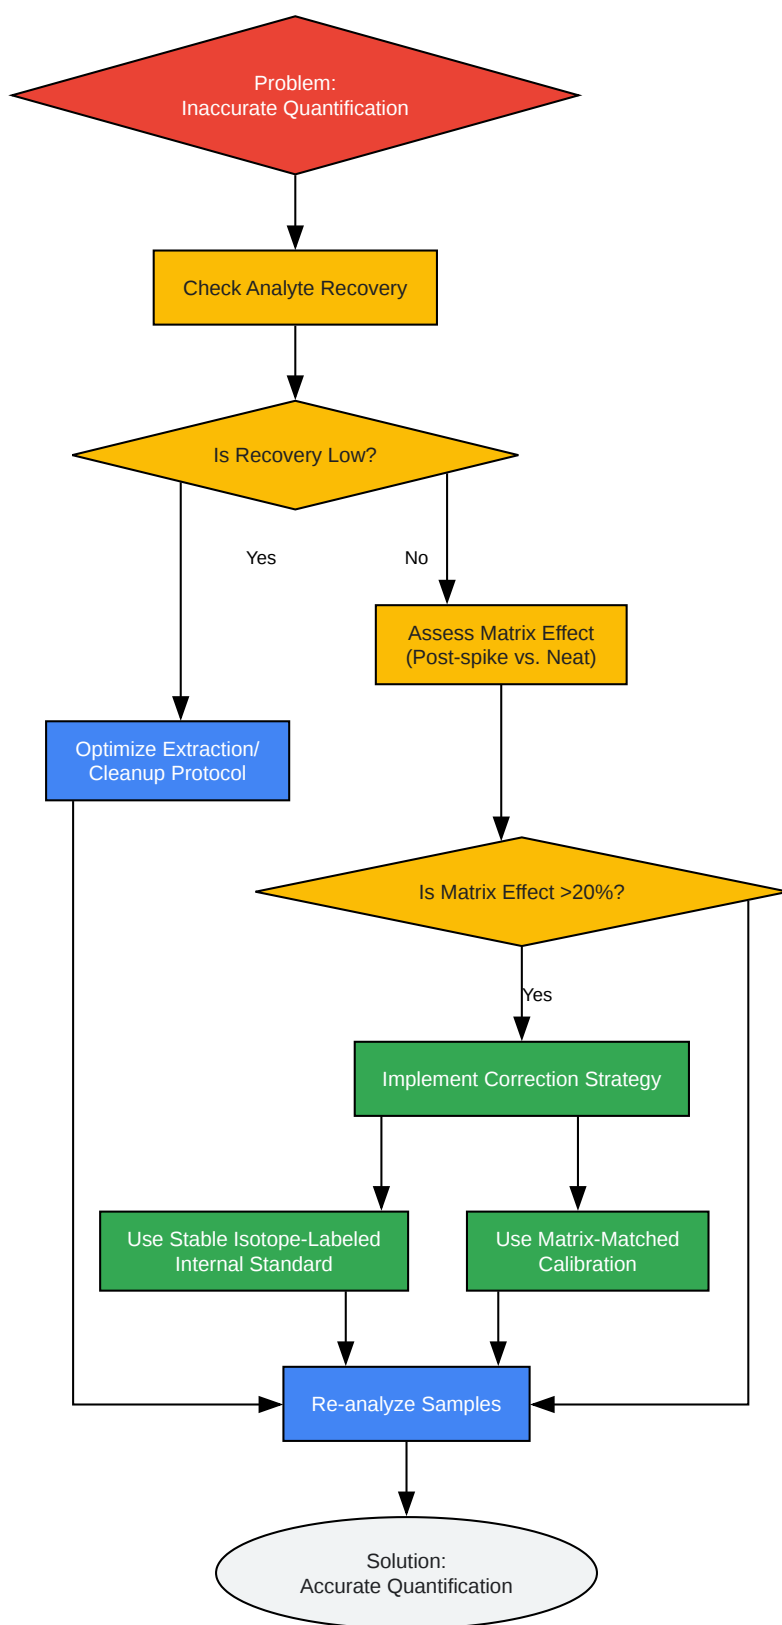 Problem:
Inaccurate Quantification
Check Analyte Recovery
Is Recovery Low?
Yes
No
Assess Matrix Effect
(Post-spike vs. Neat)
Optimize Extraction/
Cleanup Protocol
Is Matrix Effect >20%?
Yes
Implement Correction Strategy
Use Stable Isotope-Labeled
Internal Standard
Use Matrix-Matched
Calibration
Re-analyze Samples
Solution:
Accurate Quantification